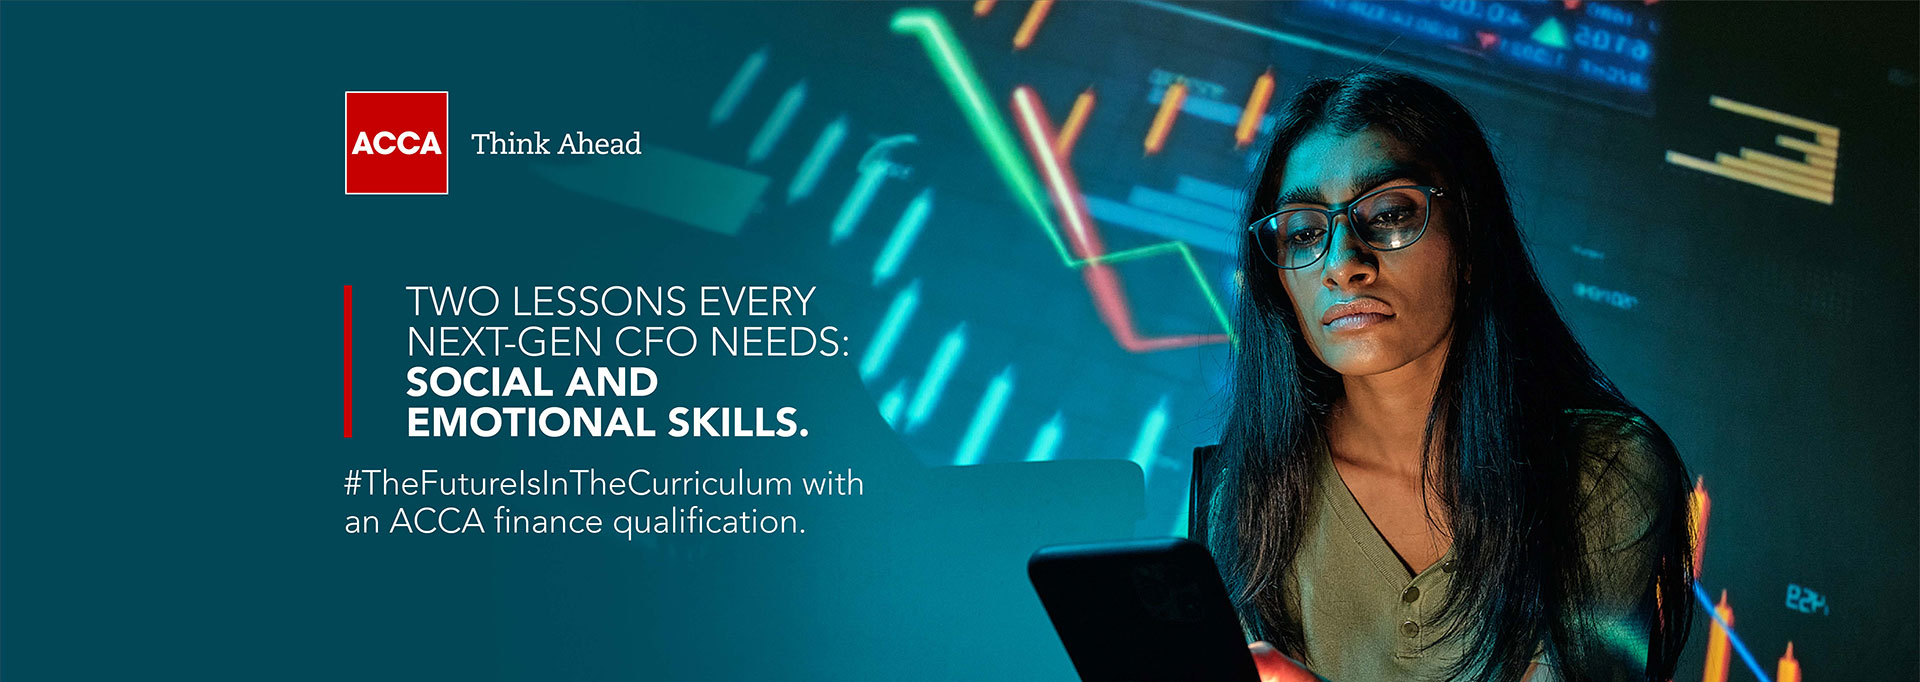 ACCA
Think Ahead
TWO LESSONS EVERY
NEXT-GEN CFO NEEDS:
SOCIAL AND
EMOTIONAL SKILLS.
#TheFutureIsInTheCurriculum with
an ACCA finance qualification.